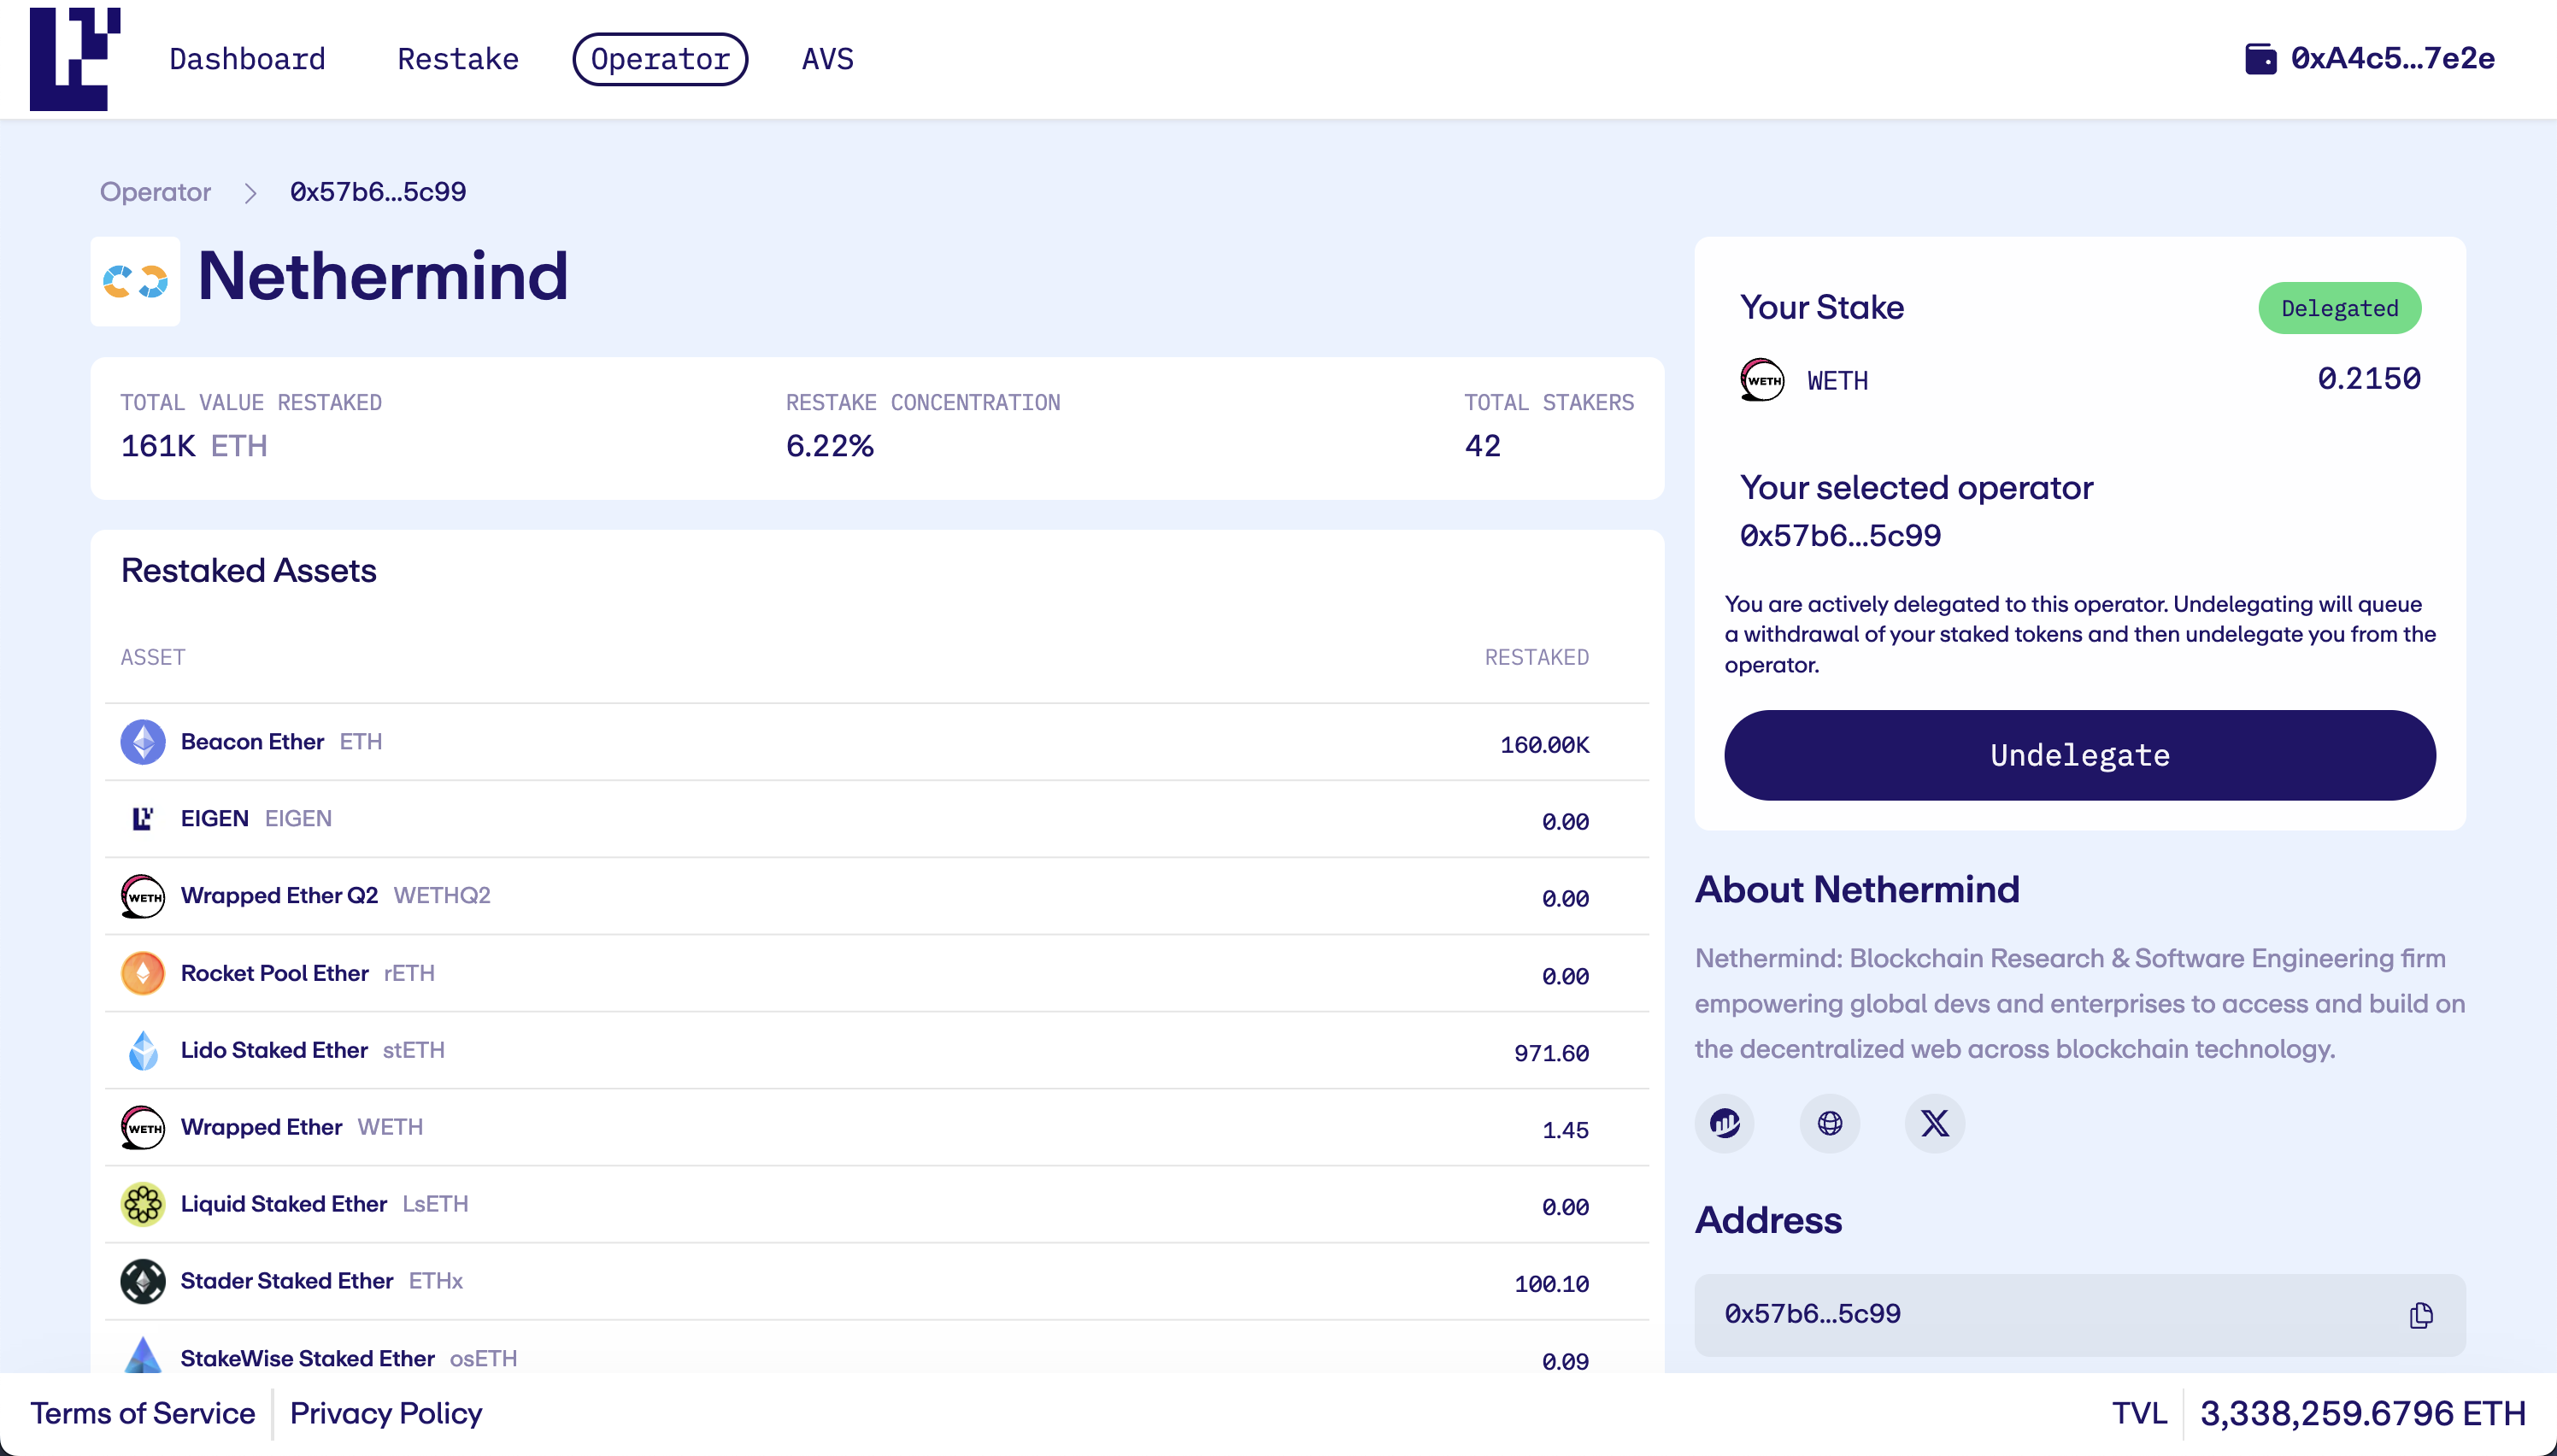 Dashboard Restake Operator AVS 0xA4c5...7e2e
Operator > 0x57b6...5c99
Nethermind
TOTAL VALUE RESTAKED RESTAKE CONCENTRATION TOTAL STAKERS
161K ETH 6.22% 42
Restaked Assets
ASSET RESTAKED
Beacon Ether ETH 160.00K
EIGEN EIGEN 0.00
WETH Wrapped Ether Q2 WETHQ2 0.00
Rocket Pool Ether rETH 0.00
Lido Staked Ether stETH 971.60
WETH Wrapped Ether WETH 1.45
Liquid Staked Ether LsETH 0.00
Stader Staked Ether ETHx 100.10
StakeWise Staked Ether osETH 0.09
Your Stake Delegated
WETH WETH 0.2150
Your selected operator
0x57b6...5c99
You are actively delegated to this operator. Undelegating will queue
a withdrawal of your staked tokens and then undelegate you from the
operator.
Undelegate
About Nethermind
Nethermind: Blockchain Research & Software Engineering firm
empowering global devs and enterprises to access and build on
the decentralized web across blockchain technology.
Address
0x57b6...5c99
Terms of Service Privacy Policy TVL 3,338,259.6796 ETH